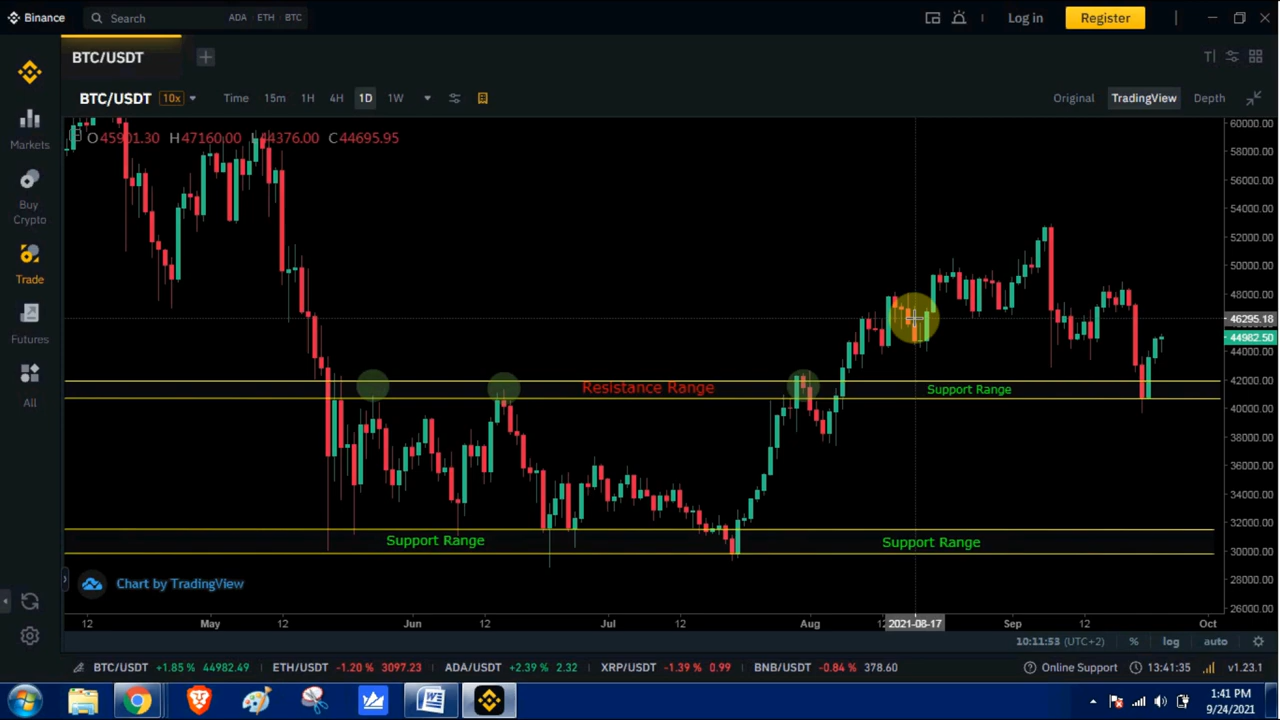 Binance Search ADA - ETH - BTC Log in Register
BTC/USDT
BTC/USDT 10x Time 15m 1H 4H 1D 1W Original TradingView Depth
O45901.30 H47160.00 L44376.00 C44695.95
Markets
Buy
Crypto
Trade
Futures
All
60000.00
58000.00
56000.00
54000.00
52000.00
50000.00
48000.00
46295.18
44982.50
44000.00
42000.00
40000.00
38000.00
36000.00
34000.00
32000.00
30000.00
28000.00
26000.00
Resistance Range
Support Range
Support Range
Support Range
Chart by TradingView
12 May 12 Jun 12 Jul 12 Aug 12 2021-08-17 Sep 12 Oct
10:11:53 (UTC+2) % log auto
BTC/USDT +1.85 % 44982.49 ETH/USDT -1.20 % 3097.23 ADA/USDT +2.39 % 2.32 XRP/USDT -1.39 % 0.99 BNB/USDT -0.84 % 378.60 Online Support 13:41:35 v1.23.1
1:41 PM
9/24/2021